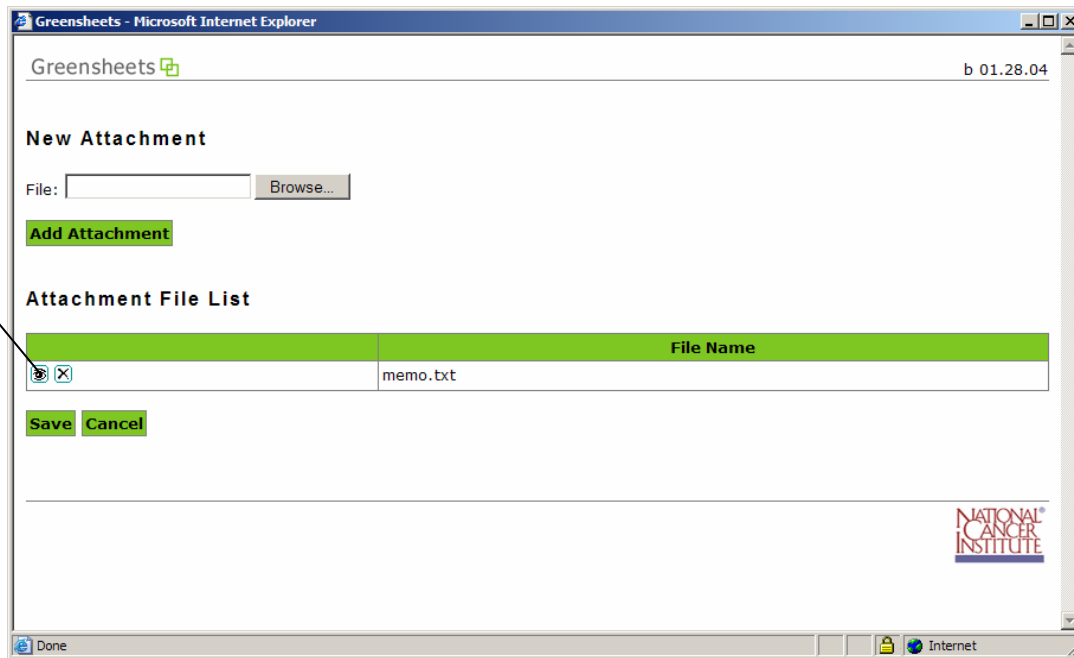 Greensheets - Microsoft Internet Explorer
Greensheets b 01.28.04
New Attachment
File: Browse...
Add Attachment
Attachment File List
File Name
memo.txt
Save Cancel
NATIONAL®
CANCER
INSTITUTE
Done Internet